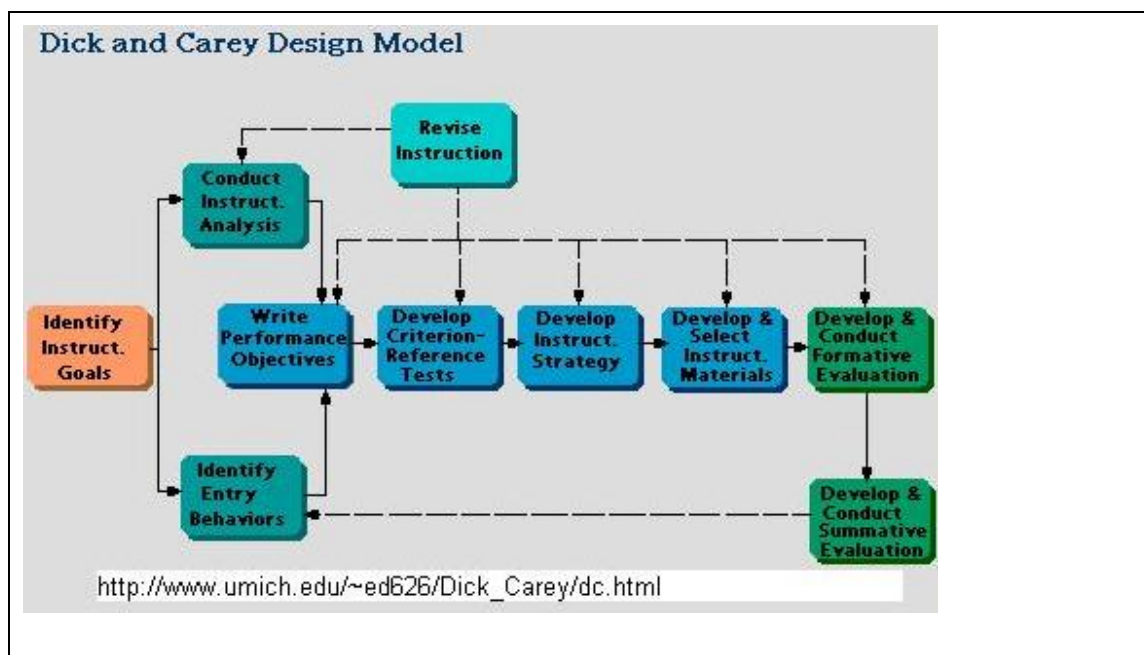 Dick and Carey Design Model
Revise
Instruction
Conduct
Instruct.
Analysis
Identify
Instruct.
Goals
Write
Performance
Objectives
Develop
Criterion-
Reference
Tests
Develop
Instruct.
Strategy
Develop &
Select
Instruct.
Materials
Develop &
Conduct
Formative
Evaluation
Identify
Entry
Behaviors
Develop &
Conduct
Summative
Evaluation
http://www.umich.edu/~ed626/Dick_Carey/dc.html